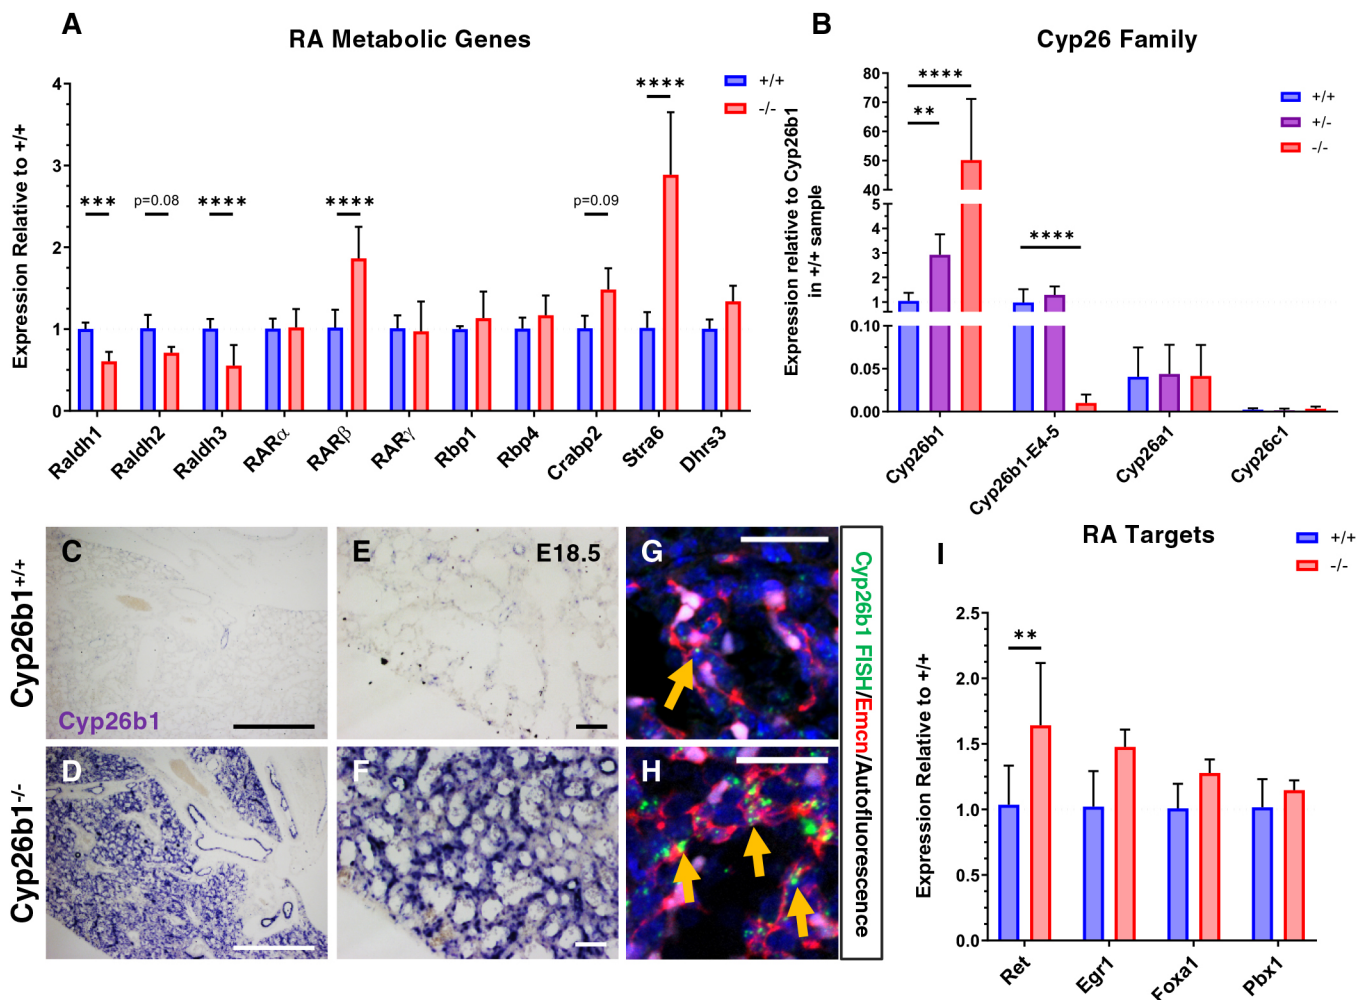 A
RA Metabolic Genes
+/+
-/-
Expression Relative to +/+
4
3
2
1
0
***
p=0.08
****
****
p=0.09
****
Raldh1
Raldh2
Raldh3
RARα
RARβ
RARγ
Rbp1
Rbp4
Crabp2
Stra6
Dhrs3
B
Cyp26 Family
+/+
+/-
-/-
Expression relative to Cyp26b1
in +/+ sample
80
70
60
50
40
5
4
3
2
1
0.10
0.05
0.00
****
**
****
Cyp26b1
Cyp26b1-E4-5
Cyp26a1
Cyp26c1
Cyp26b1+/+
Cyp26b1-/-
C
Cyp26b1
E
E18.5
G
D
F
H
Cyp26b1 FISH/Emcn/Autofluorescence
I
RA Targets
+/+
-/-
Expression Relative to +/+
2.5
2.0
1.5
1.0
0.5
0.0
**
Ret
Egr1
Foxa1
Pbx1